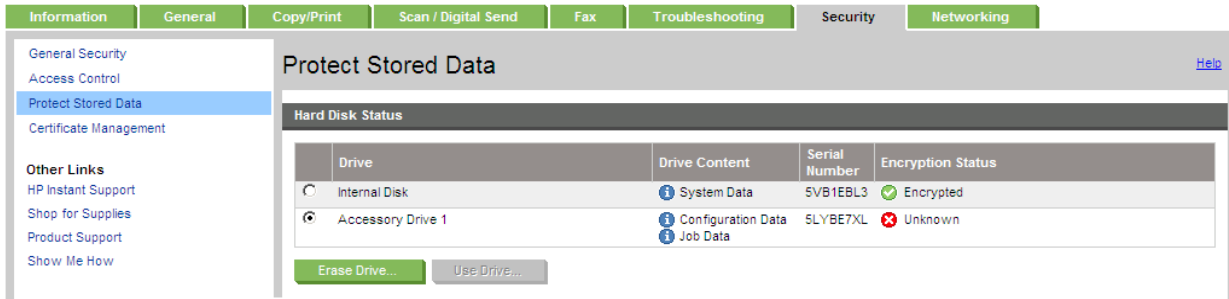 Information General Copy/Print Scan / Digital Send Fax Troubleshooting Security Networking
General Security
Access Control
Protect Stored Data
Certificate Management
Other Links
HP Instant Support
Shop for Supplies
Product Support
Show Me How
Protect Stored Data
Help
Hard Disk Status
Drive Drive Content Serial Number Encryption Status
Internal Disk System Data 5VB1EBL3 Encrypted
Accessory Drive 1 Configuration Data 5LYBE7XL Unknown
Job Data
Erase Drive... Use Drive...